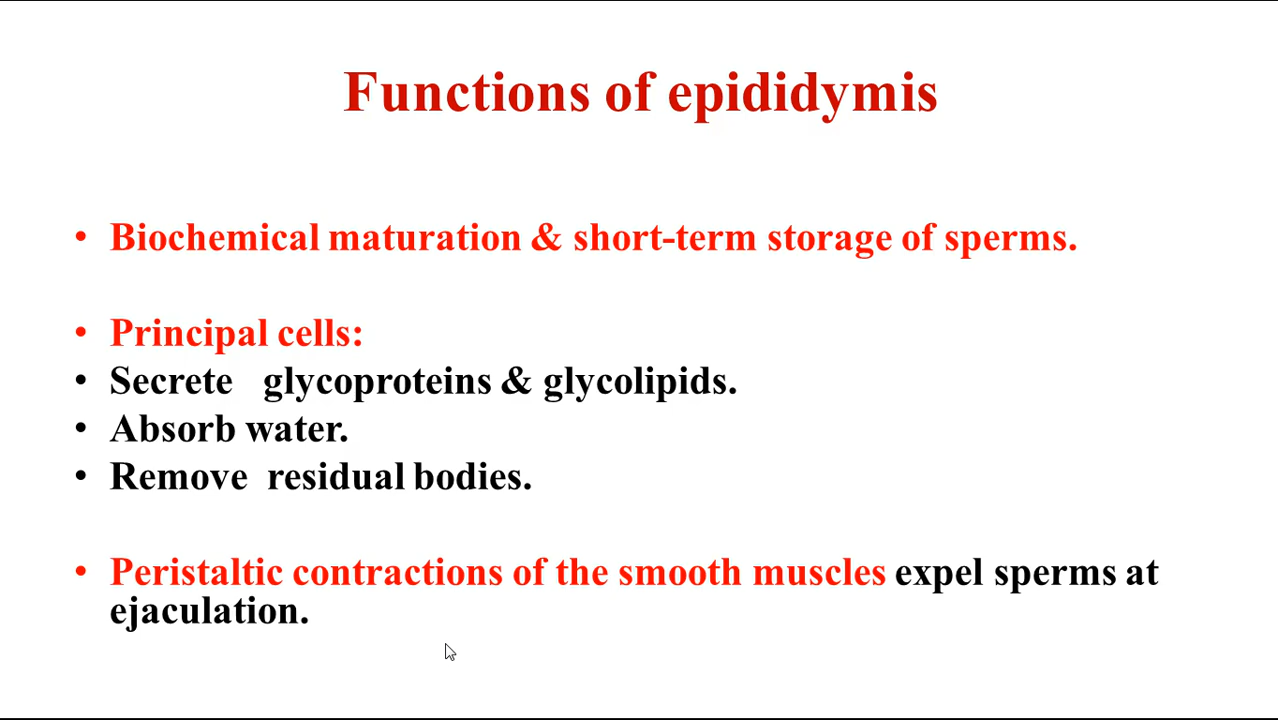 Functions of epididymis
• Biochemical maturation & short-term storage of sperms.
• Principal cells:
• Secrete glycoproteins & glycolipids.
• Absorb water.
• Remove residual bodies.
• Peristaltic contractions of the smooth muscles expel sperms at
ejaculation.